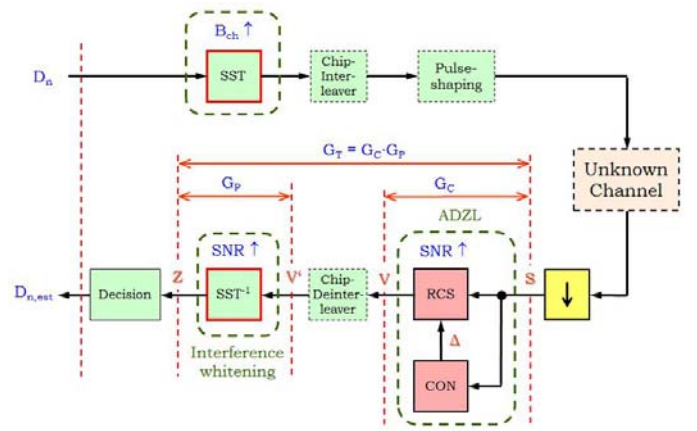 B_ch ↑
D_n
SST
Chip-
Inter-
leaver
Pulse-
shaping
G_T = G_C·G_P
Unknown
Channel
G_P
G_C
ADZL
SNR ↑
SNR ↑
D_n,est
Decision
Z
SST⁻¹
V'
Chip-
Deinter-
leaver
V
RCS
S
↓
Interference
whitening
Δ
CON